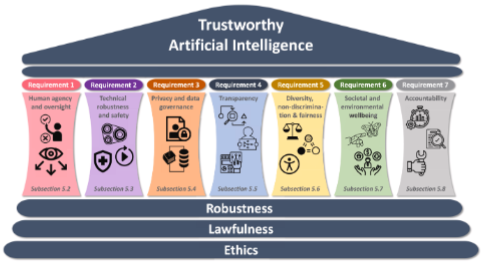 Trustworthy
Artificial Intelligence
Requirement 1
Human agency
and oversight
Subsection 5.2
Requirement 2
Technical
robustness
and safety
Subsection 5.3
Requirement 3
Privacy and data
governance
Subsection 5.4
Requirement 4
Transparency
Subsection 5.5
Requirement 5
Diversity,
non-discrimina-
tion & fairness
Subsection 5.6
Requirement 6
Societal and
environmental
wellbeing
Subsection 5.7
Requirement 7
Accountability
Subsection 5.8
Robustness
Lawfulness
Ethics